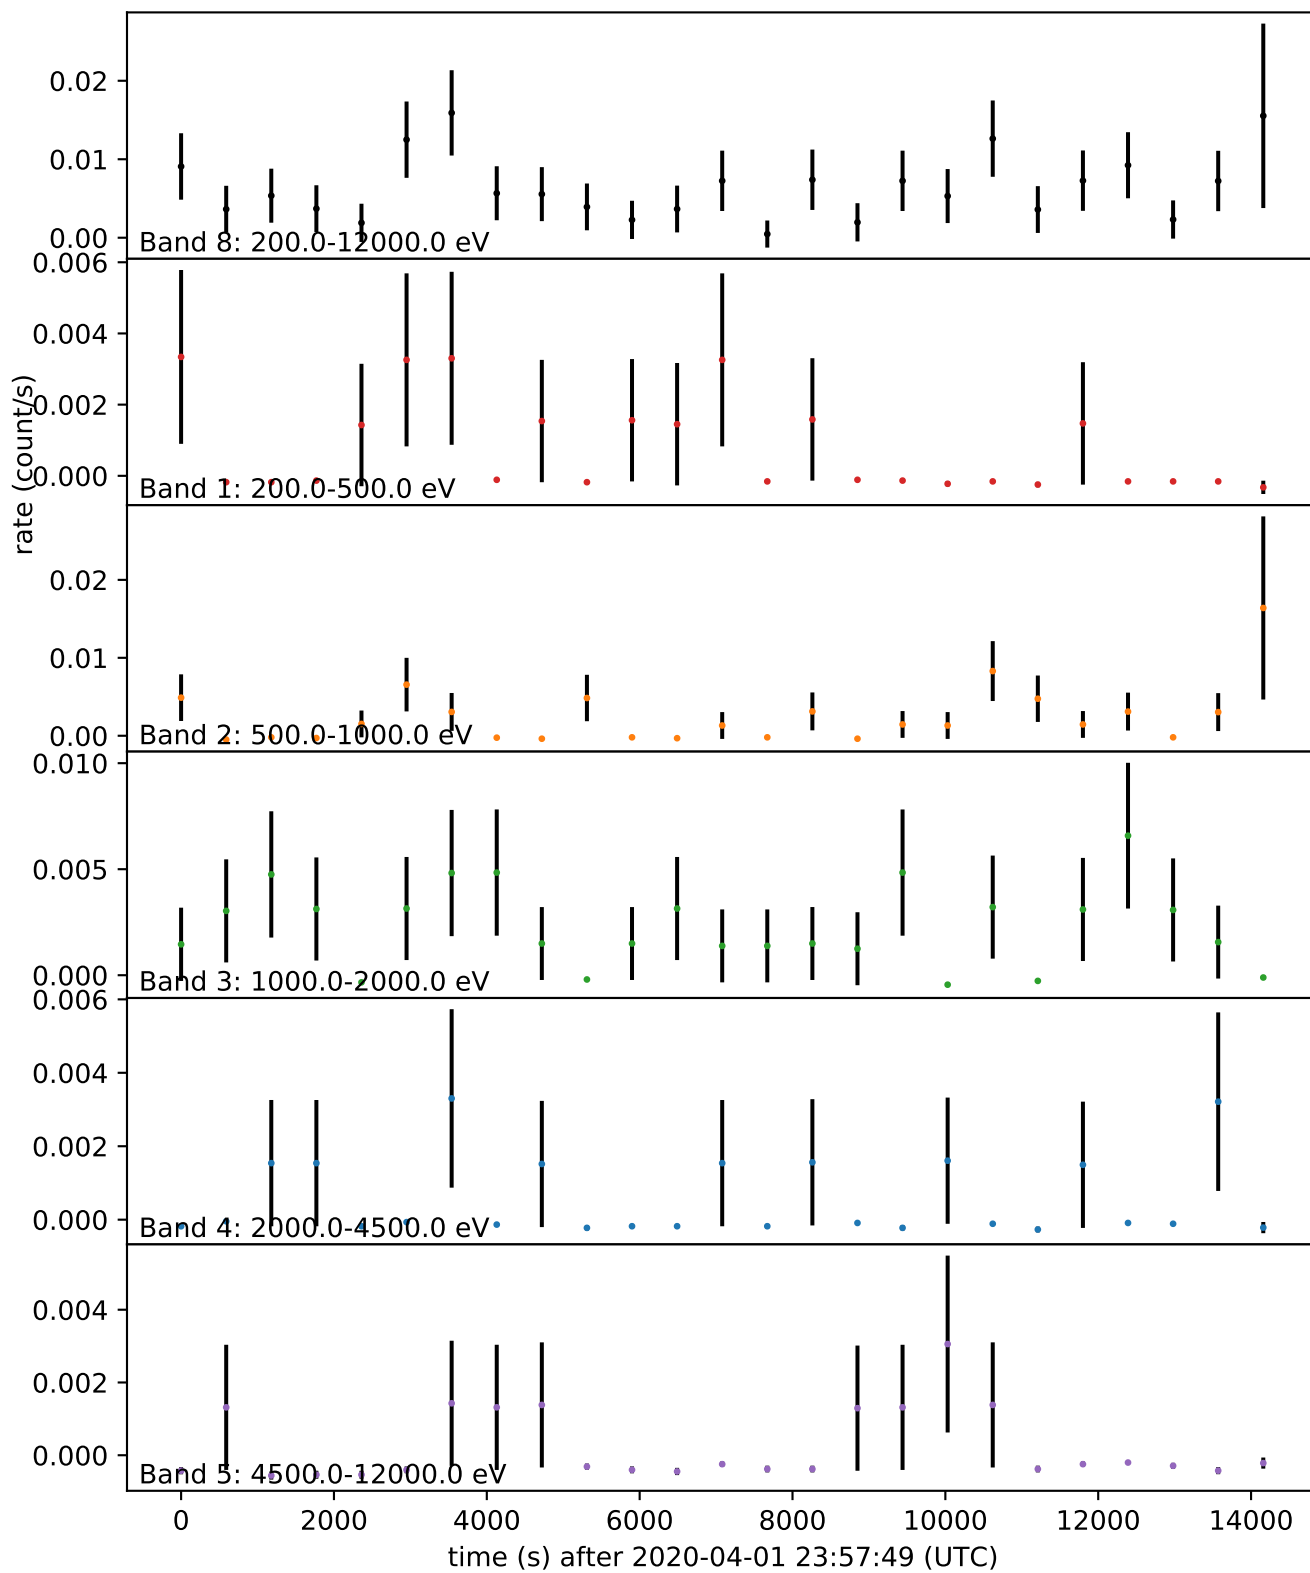 0.02
0.01
0.00
Band 8: 200.0-12000.0 eV
0.006
0.004
0.002
0.000
Band 1: 200.0-500.0 eV
rate (count/s)
0.02
0.01
0.00
Band 2: 500.0-1000.0 eV
0.010
0.005
0.000
Band 3: 1000.0-2000.0 eV
0.006
0.004
0.002
0.000
Band 4: 2000.0-4500.0 eV
0.004
0.002
0.000
Band 5: 4500.0-12000.0 eV
0 2000 4000 6000 8000 10000 12000 14000
time (s) after 2020-04-01 23:57:49 (UTC)